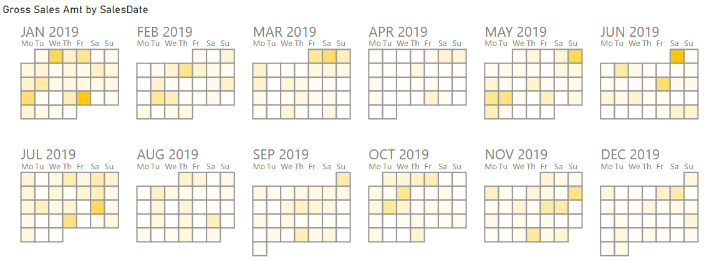 Gross Sales Amt by SalesDate
JAN 2019 FEB 2019 MAR 2019 APR 2019 MAY 2019 JUN 2019
Mo Tu We Th Fr Sa Su Mo Tu We Th Fr Sa Su Mo Tu We Th Fr Sa Su Mo Tu We Th Fr Sa Su Mo Tu We Th Fr Sa Su Mo Tu We Th Fr Sa Su
JUL 2019 AUG 2019 SEP 2019 OCT 2019 NOV 2019 DEC 2019
Mo Tu We Th Fr Sa Su Mo Tu We Th Fr Sa Su Mo Tu We Th Fr Sa Su Mo Tu We Th Fr Sa Su Mo Tu We Th Fr Sa Su Mo Tu We Th Fr Sa Su